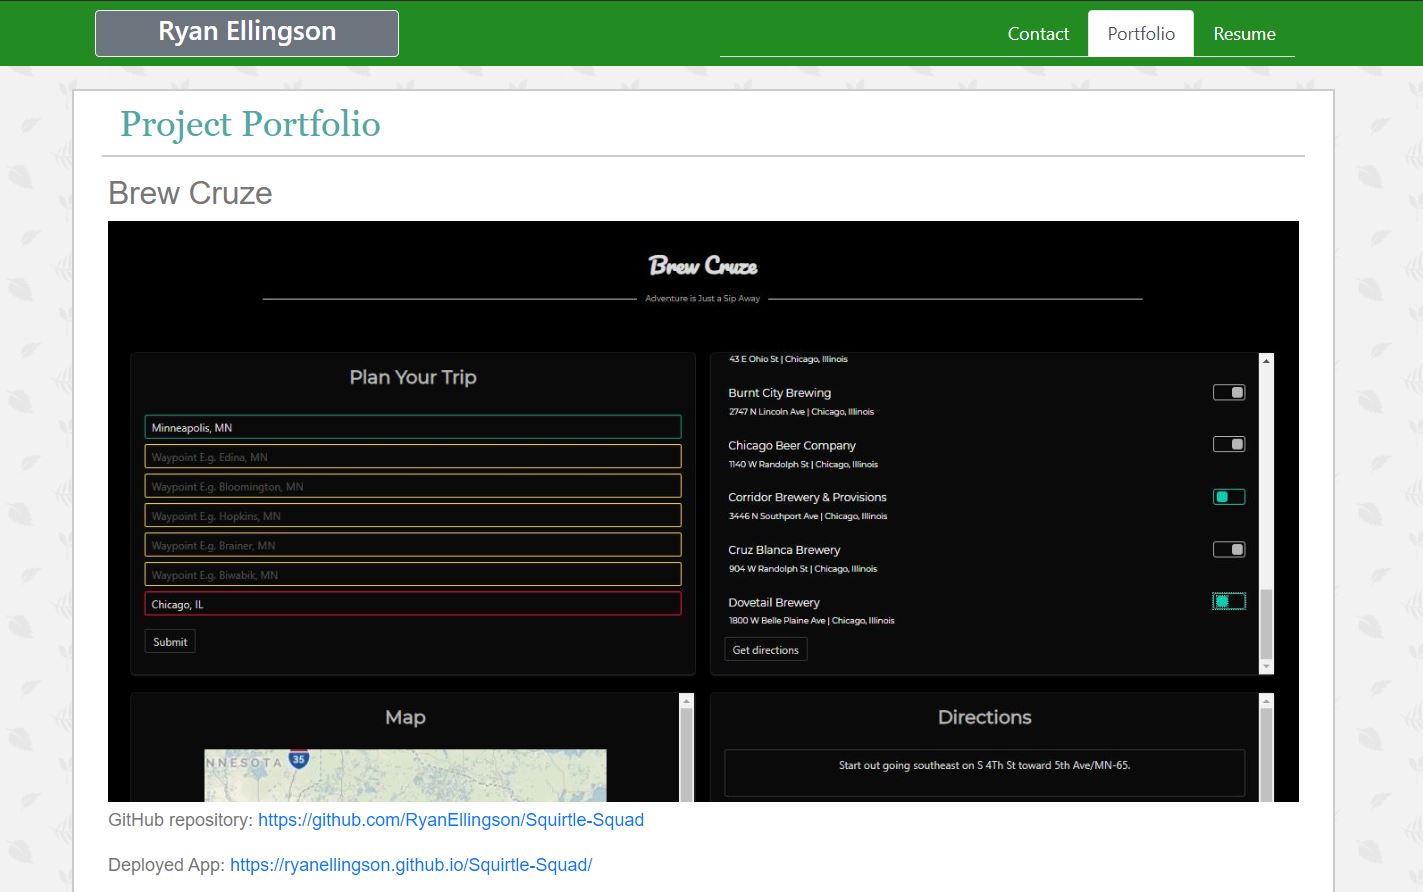 Ryan Ellingson
Contact
Portfolio
Resume
Project Portfolio
Brew Cruze
Brew Cruze
Adventure is Just a Sip Away
Plan Your Trip
Minneapolis, MN
Waypoint E.g. Edina, MN
Waypoint E.g. Bloomington, MN
Waypoint E.g. Hopkins, MN
Waypoint E.g. Brainer, MN
Waypoint E.g. Biwabik, MN
Chicago, IL
Submit
43 E Ohio St | Chicago, Illinois
Burnt City Brewing
2747 N Lincoln Ave | Chicago, Illinois
Chicago Beer Company
1140 W Randolph St | Chicago, Illinois
Corridor Brewery & Provisions
3446 N Southport Ave | Chicago, Illinois
Cruz Blanca Brewery
904 W Randolph St | Chicago, Illinois
Dovetail Brewery
1800 W Belle Plaine Ave | Chicago, Illinois
Get directions
Map
NNESOTA
35
Directions
Start out going southeast on S 4Th St toward 5th Ave/MN-65.
GitHub repository: https://github.com/RyanEllingson/Squirtle-Squad
Deployed App: https://ryanellingson.github.io/Squirtle-Squad/